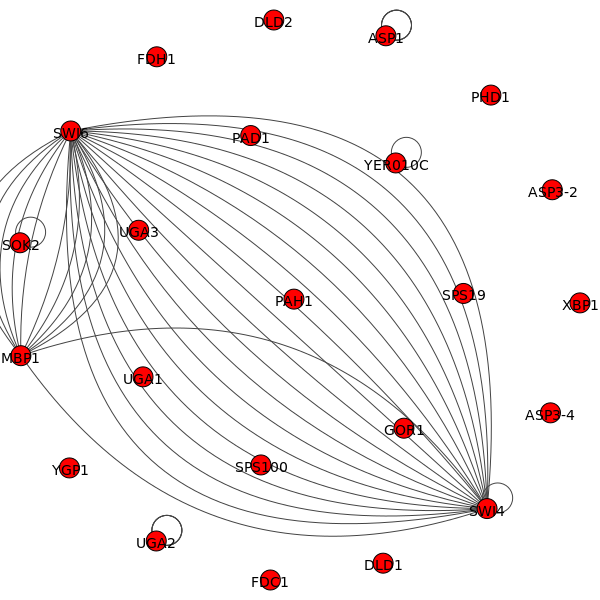 DLD2
ASP1
FDH1
PHD1
SWI6
PAD1
YER010C
ASP3-2
UGA3
SOK2
PAH1
SPS19
XBP1
MBP1
UGA1
ASP3-4
GOR1
YGP1
SPS100
SWI4
UGA2
DLD1
FDC1